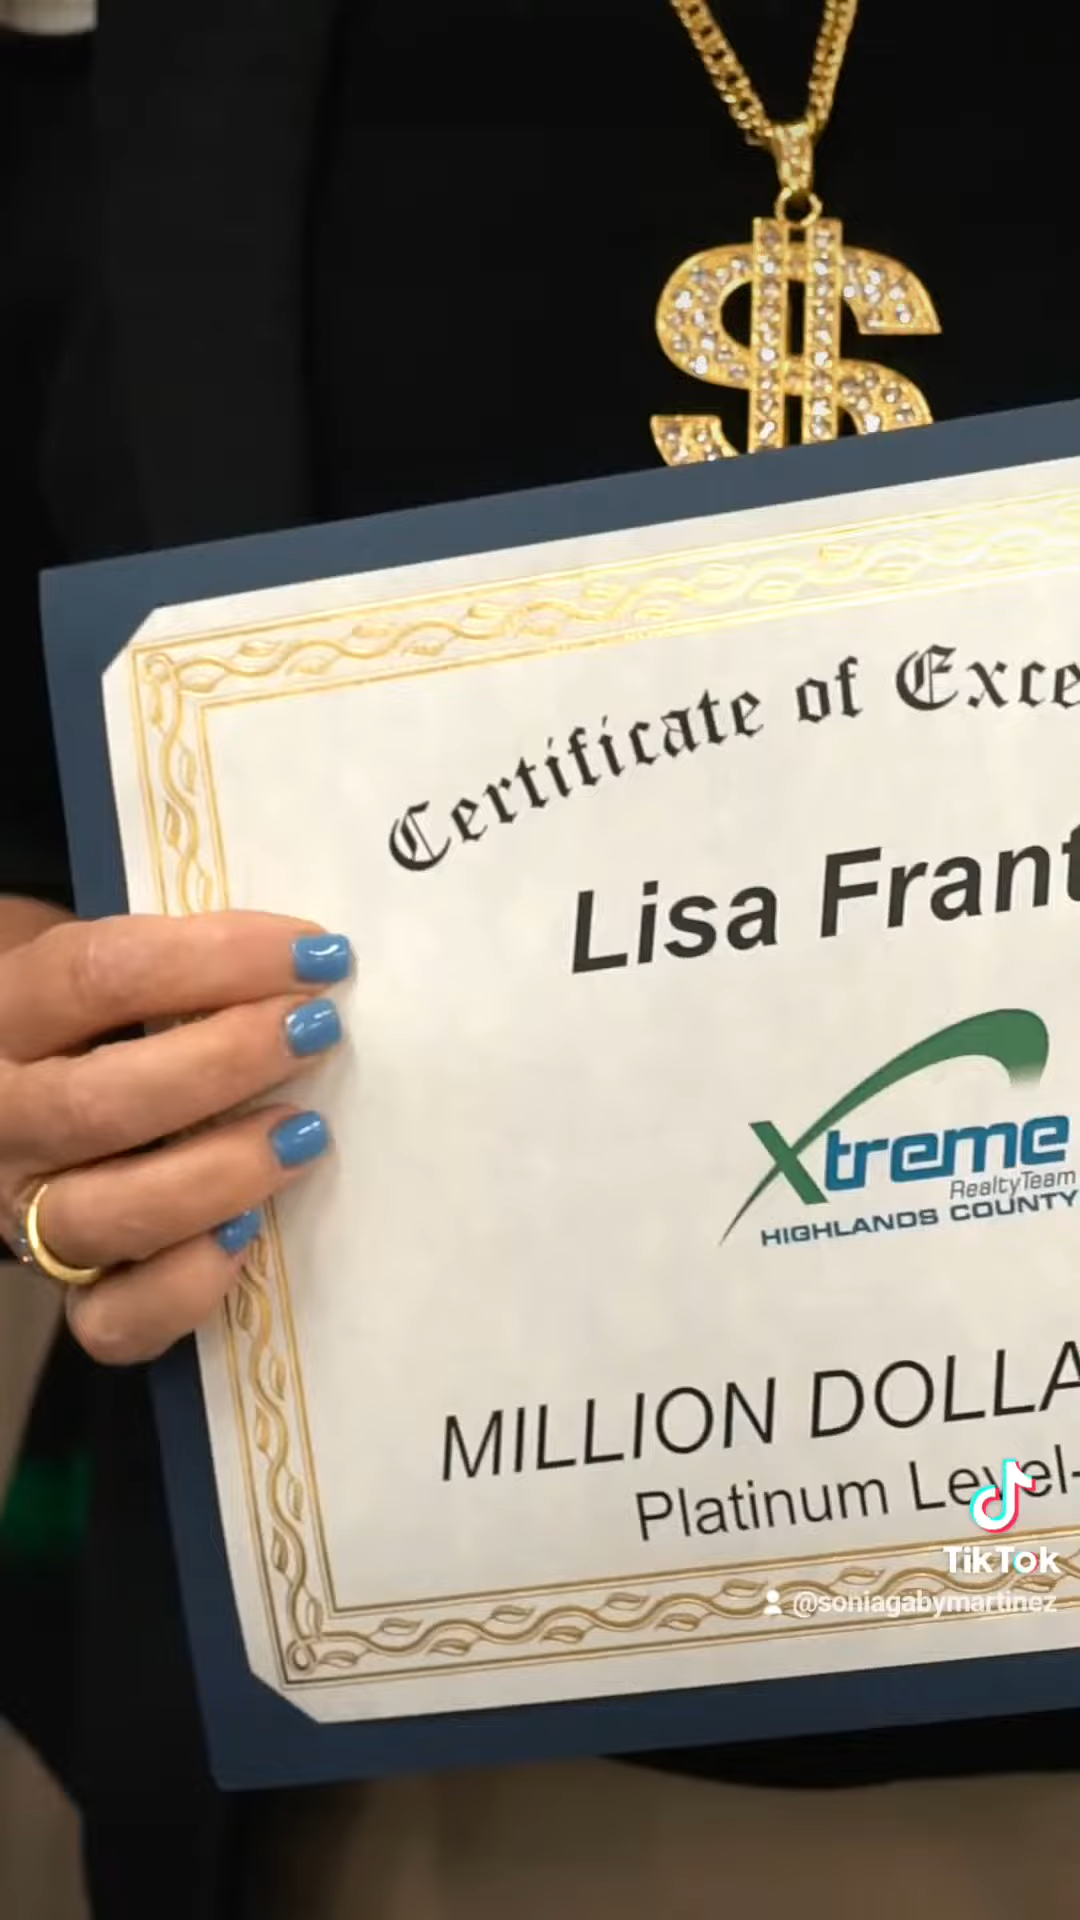 Certificate of Exce
Lisa Frant
Xtreme
RealtyTeam
HIGHLANDS COUNTY
MILLION DOLLA
Platinum Level-
TikTok
@soniagabymartinez